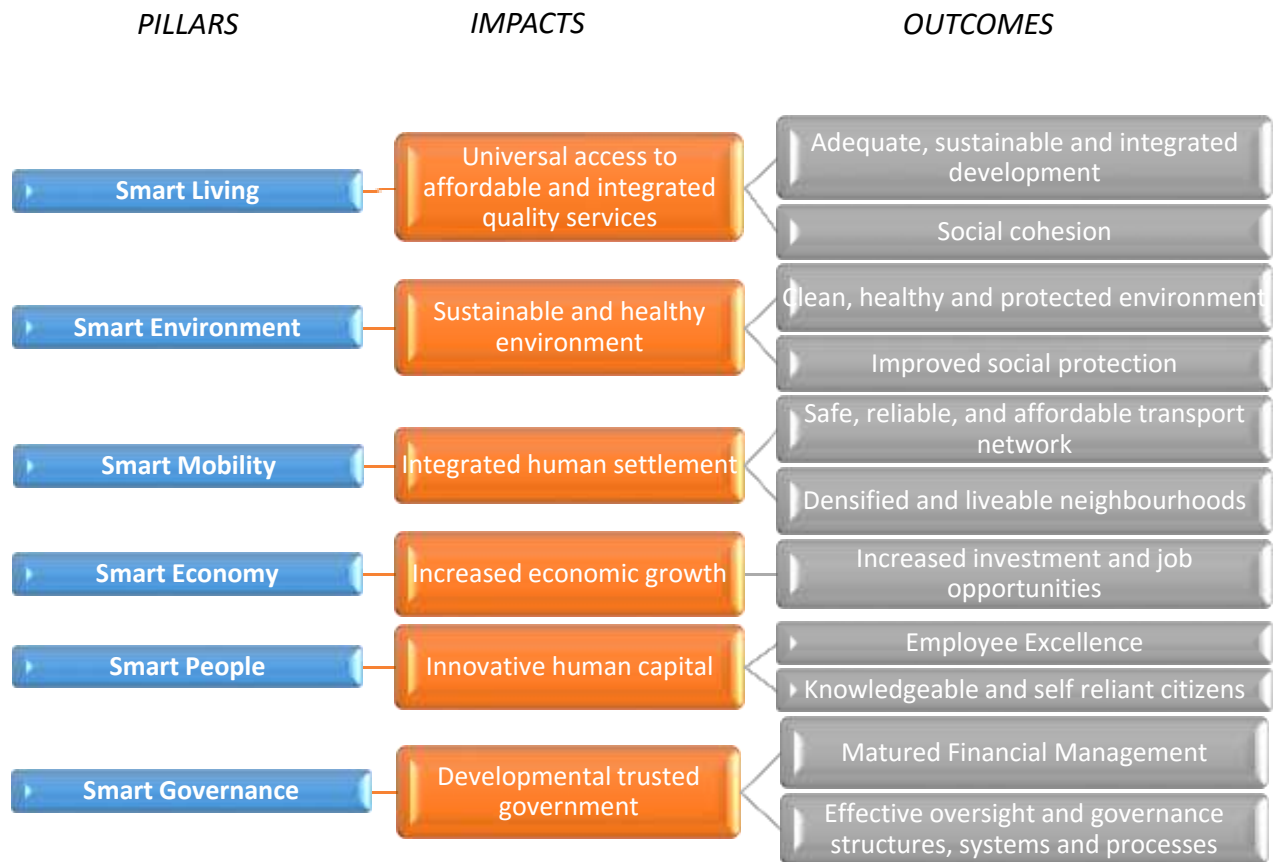 PILLARS
IMPACTS
OUTCOMES
Smart Living
Universal access to
affordable and integrated
quality services
Adequate, sustainable and integrated
development
Social cohesion
Smart Environment
Sustainable and healthy
environment
Clean, healthy and protected environment
Improved social protection
Smart Mobility
Integrated human settlement
Safe, reliable, and affordable transport
network
Densified and liveable neighbourhoods
Smart Economy
Increased economic growth
Increased investment and job
opportunities
Smart People
Innovative human capital
Employee Excellence
Knowledgeable and self reliant citizens
Smart Governance
Developmental trusted
government
Matured Financial Management
Effective oversight and governance
structures, systems and processes